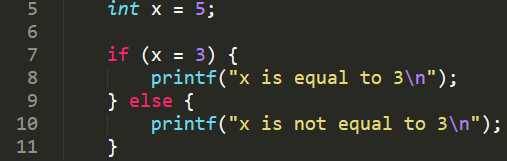 5 int x = 5;
6
7 if (x = 3) {
8 printf("x is equal to 3\n");
9 } else {
10 printf("x is not equal to 3\n");
11 }